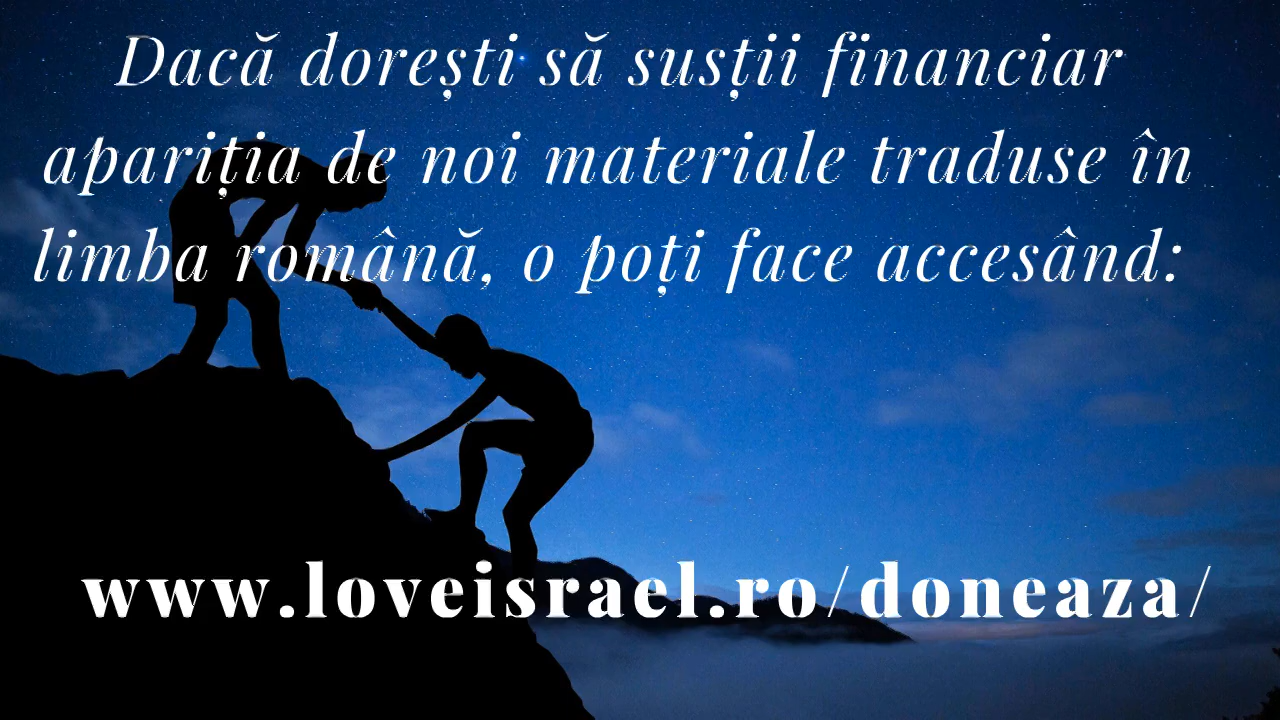 Dacă dorești să susții financiar
apariția de noi materiale traduse în
limba română, o poți face accesând:
www.loveisrael.ro/doneaza/